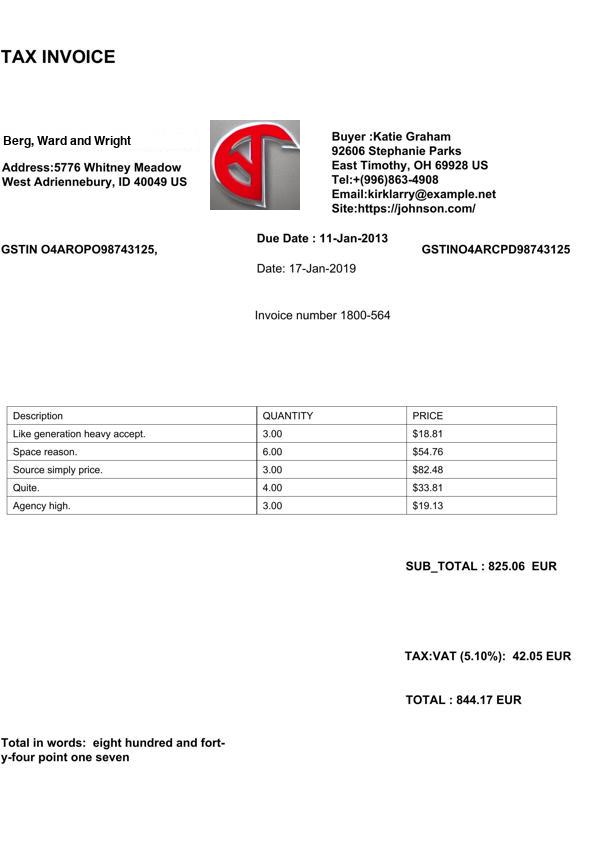 TAX INVOICE
Berg, Ward and Wright
Address:5776 Whitney Meadow
West Adriennebury, ID 40049 US
Buyer :Katie Graham
92606 Stephanie Parks
East Timothy, OH 69928 US
Tel:+(996)863-4908
Email:kirklarry@example.net
Site:https://johnson.com/
GSTIN O4AROPO98743125,
Due Date : 11-Jan-2013
GSTINO4ARCPD98743125
Date: 17-Jan-2019
Invoice number 1800-564
Description QUANTITY PRICE
Like generation heavy accept. 3.00 $18.81
Space reason. 6.00 $54.76
Source simply price. 3.00 $82.48
Quite. 4.00 $33.81
Agency high. 3.00 $19.13
SUB_TOTAL : 825.06 EUR
TAX:VAT (5.10%): 42.05 EUR
TOTAL : 844.17 EUR
Total in words: eight hundred and fort-
y-four point one seven